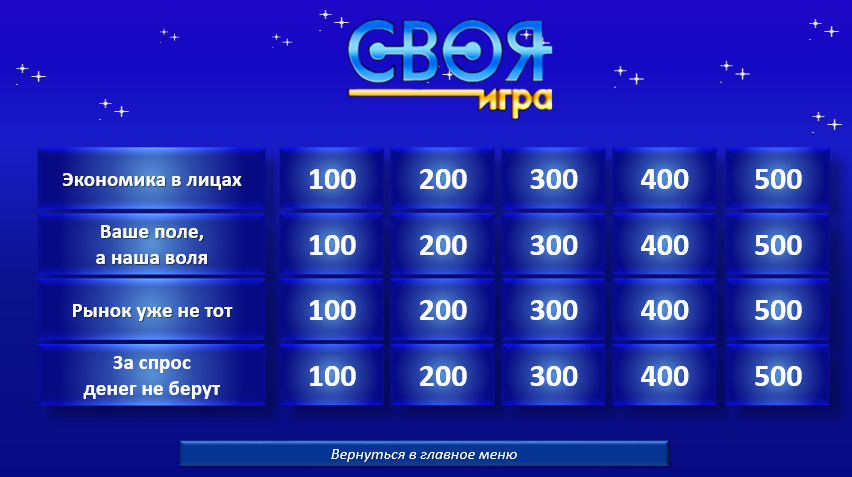 СВОЯ
игра
Экономика в лицах 100 200 300 400 500
Ваше поле,
а наша воля 100 200 300 400 500
Рынок уже не тот 100 200 300 400 500
За спрос
денег не берут 100 200 300 400 500
Вернуться в главное меню